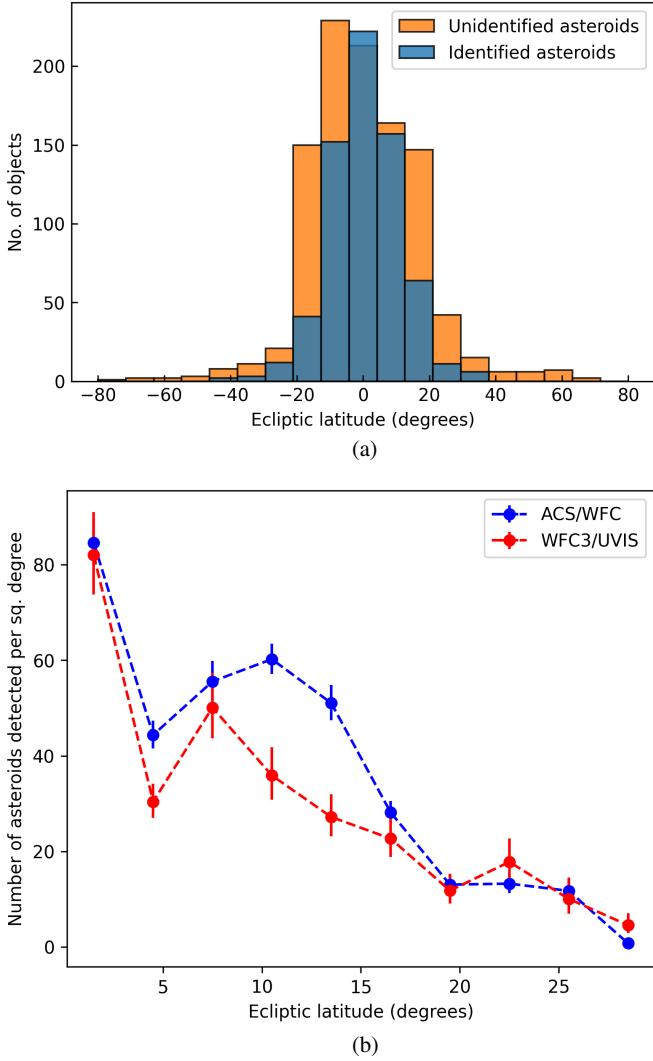 Unidentified asteroids
Identified asteroids
No. of objects
200
150
100
50
0
−80 −60 −40 −20 0 20 40 60 80
Ecliptic latitude (degrees)
(a)
ACS/WFC
WFC3/UVIS
Number of asteroids detected per sq. degree
80
60
40
20
0
5 10 15 20 25
Ecliptic latitude (degrees)
(b)